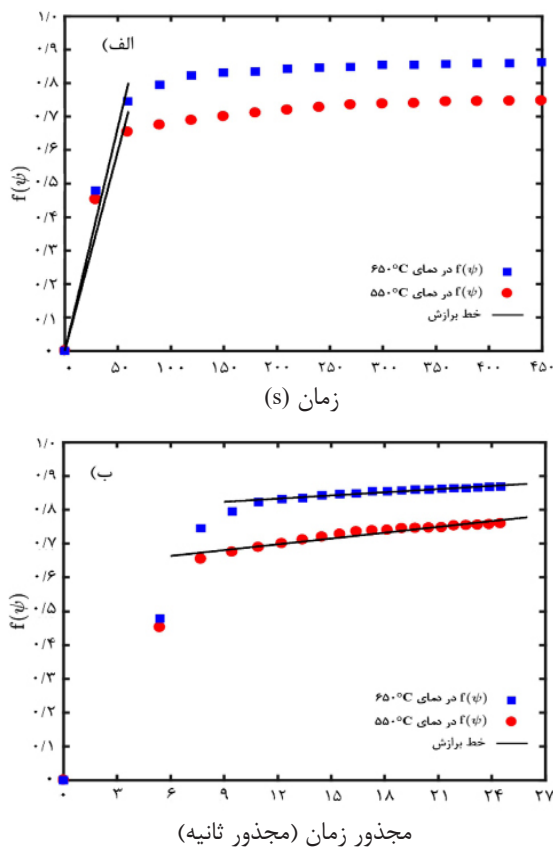 الف)
f(ψ)
۱/۰
۰/۹
۰/۸
۰/۷
۰/۶
۰/۵
۰/۴
۰/۳
۰/۲
۰/۱
۰
f(ψ) در دمای ۶۵۰°C
f(ψ) در دمای ۵۵۰°C
خط برازش
۰ ۵۰ ۱۰۰ ۱۵۰ ۲۰۰ ۲۵۰ ۳۰۰ ۳۵۰ ۴۰۰ ۴۵۰
زمان (s)
ب)
f(ψ)
۱/۰
۰/۹
۰/۸
۰/۷
۰/۶
۰/۵
۰/۴
۰/۳
۰/۲
۰/۱
۰
f(ψ) در دمای ۶۵۰°C
f(ψ) در دمای ۵۵۰°C
خط برازش
۰ ۳ ۶ ۹ ۱۲ ۱۵ ۱۸ ۲۱ ۲۴ ۲۷
مجذور زمان (مجذور ثانیه)